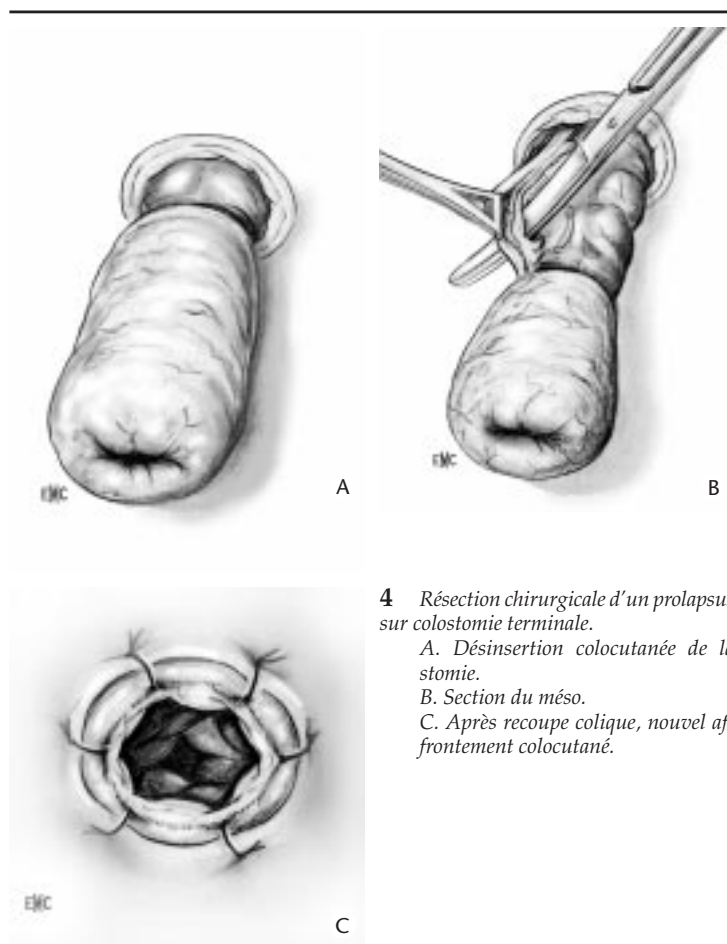 EMC
A
EMC
B
4 Résection chirurgicale d'un prolapsu
sur colostomie terminale.
A. Désinsertion colocutanée de l
stomie.
B. Section du méso.
C. Après recoupe colique, nouvel af
frontement colocutané.
EMC
C